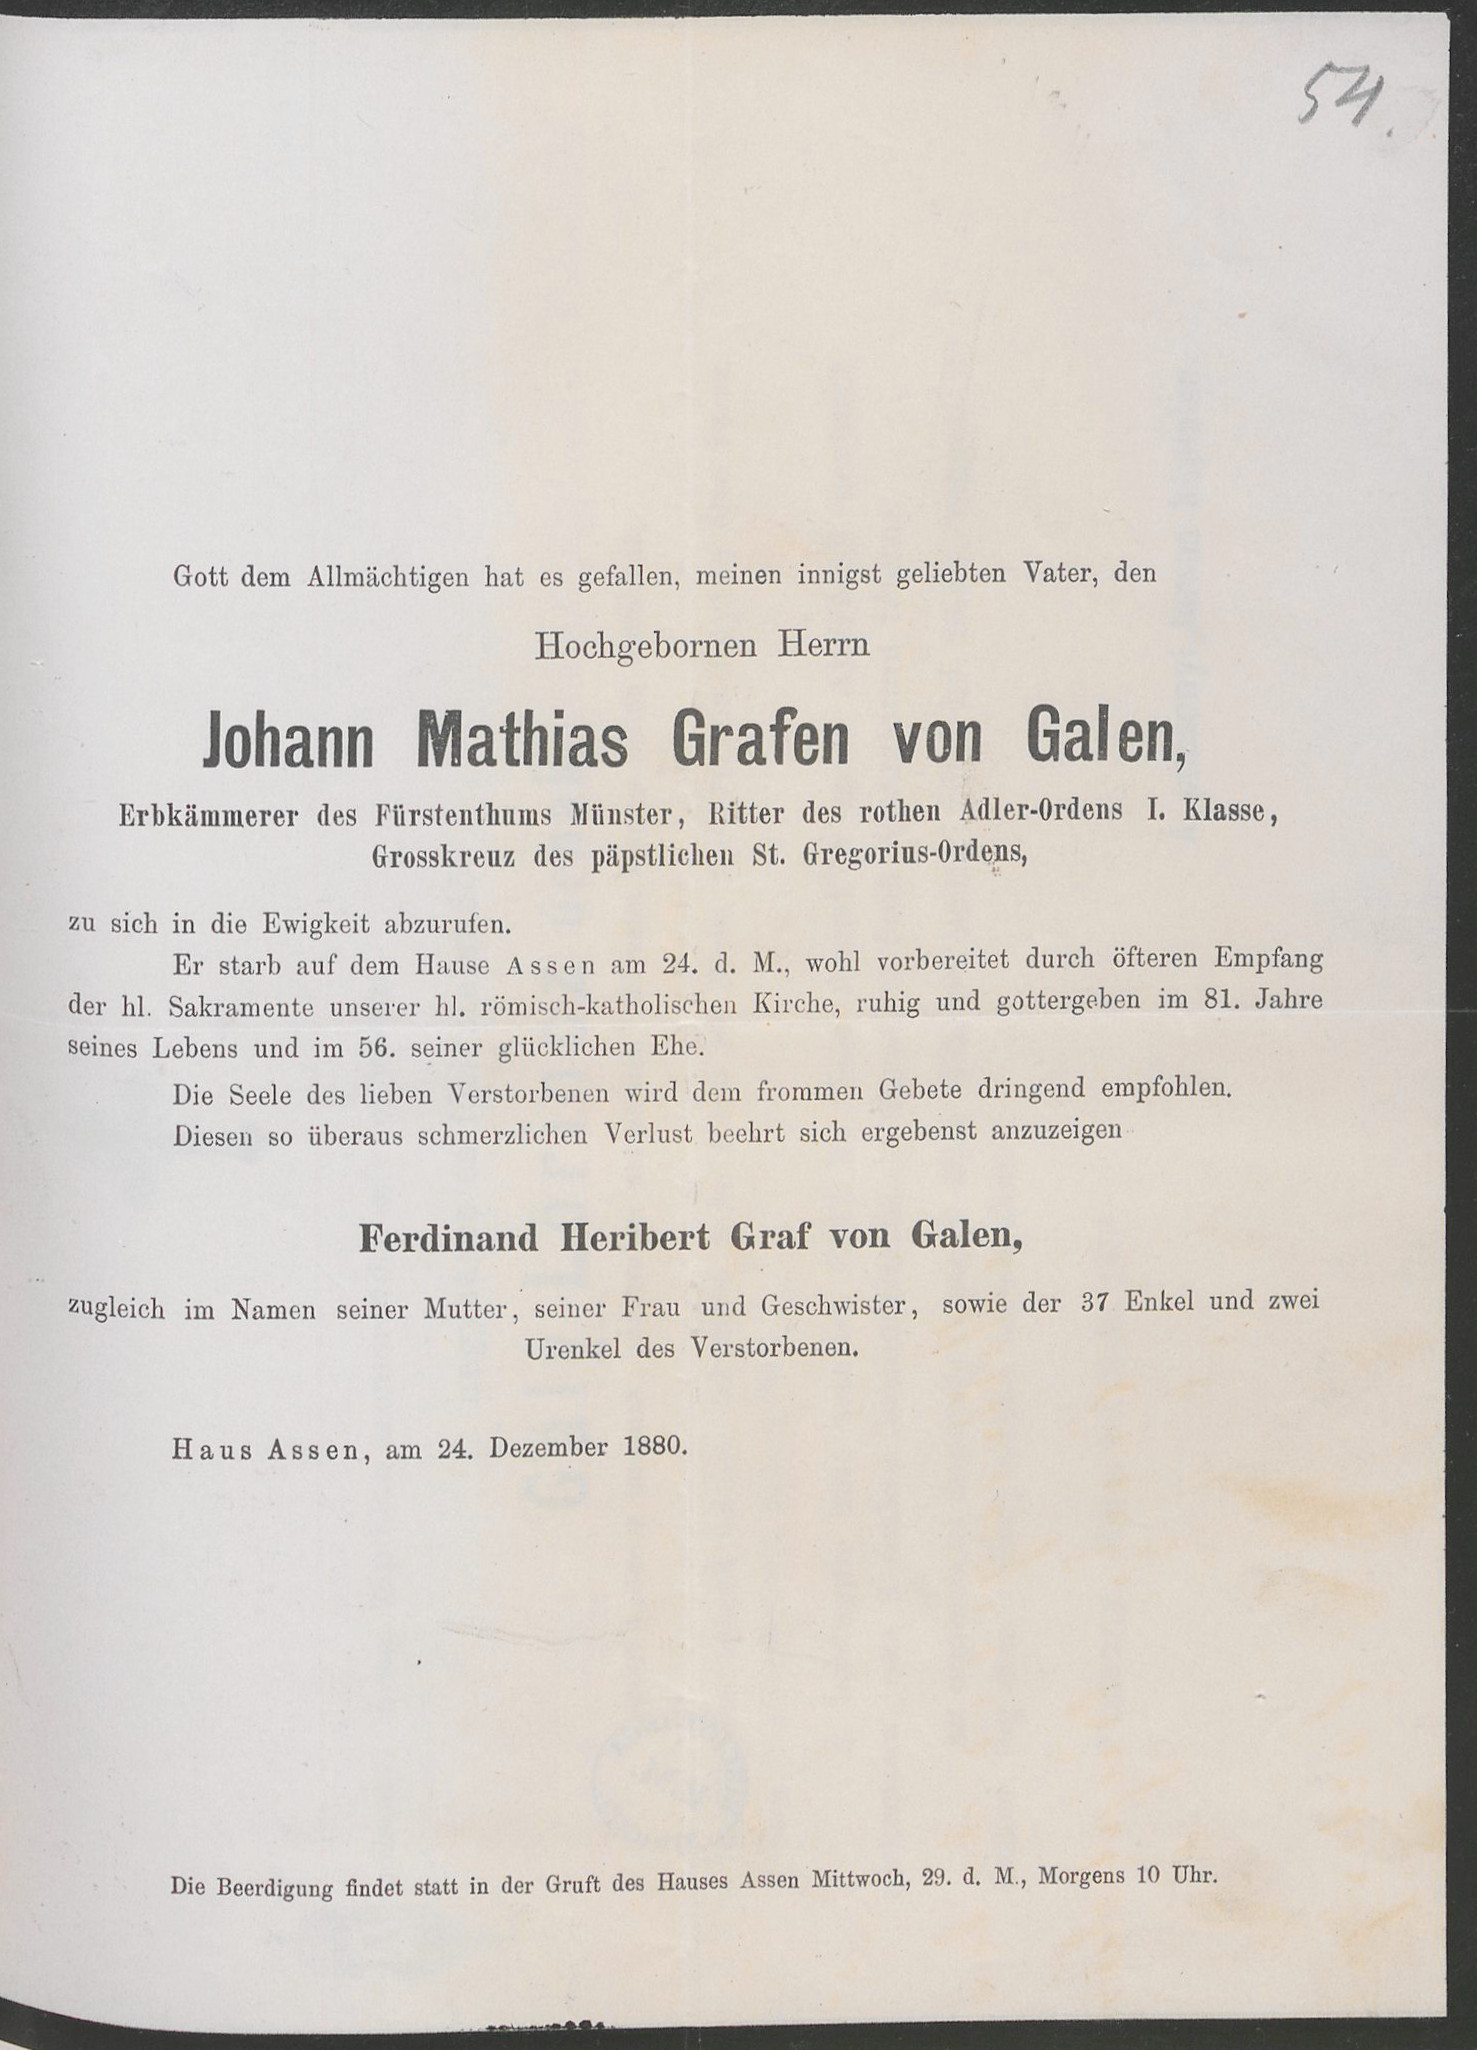 54.
Gott dem Allmächtigen hat es gefallen, meinen innigst geliebten Vater, den
Hochgebornen Herrn
Johann Mathias Grafen von Galen,
Erbkämmerer des Fürstenthums Münster, Ritter des rothen Adler-Ordens I. Klasse,
Grosskreuz des päpstlichen St. Gregorius-Ordens,
zu sich in die Ewigkeit abzurufen.
Er starb auf dem Hause Assen am 24. d. M., wohl vorbereitet durch öfteren Empfang
der hl. Sakramente unserer hl. römisch-katholischen Kirche, ruhig und gottergeben im 81. Jahre
seines Lebens und im 56. seiner glücklichen Ehe.
Die Seele des lieben Verstorbenen wird dem frommen Gebete dringend empfohlen.
Diesen so überaus schmerzlichen Verlust beehrt sich ergebenst anzuzeigen
Ferdinand Heribert Graf von Galen,
zugleich im Namen seiner Mutter, seiner Frau und Geschwister, sowie der 37 Enkel und zwei
Urenkel des Verstorbenen.
Haus Assen, am 24. Dezember 1880.
Die Beerdigung findet statt in der Gruft des Hauses Assen Mittwoch, 29. d. M., Morgens 10 Uhr.